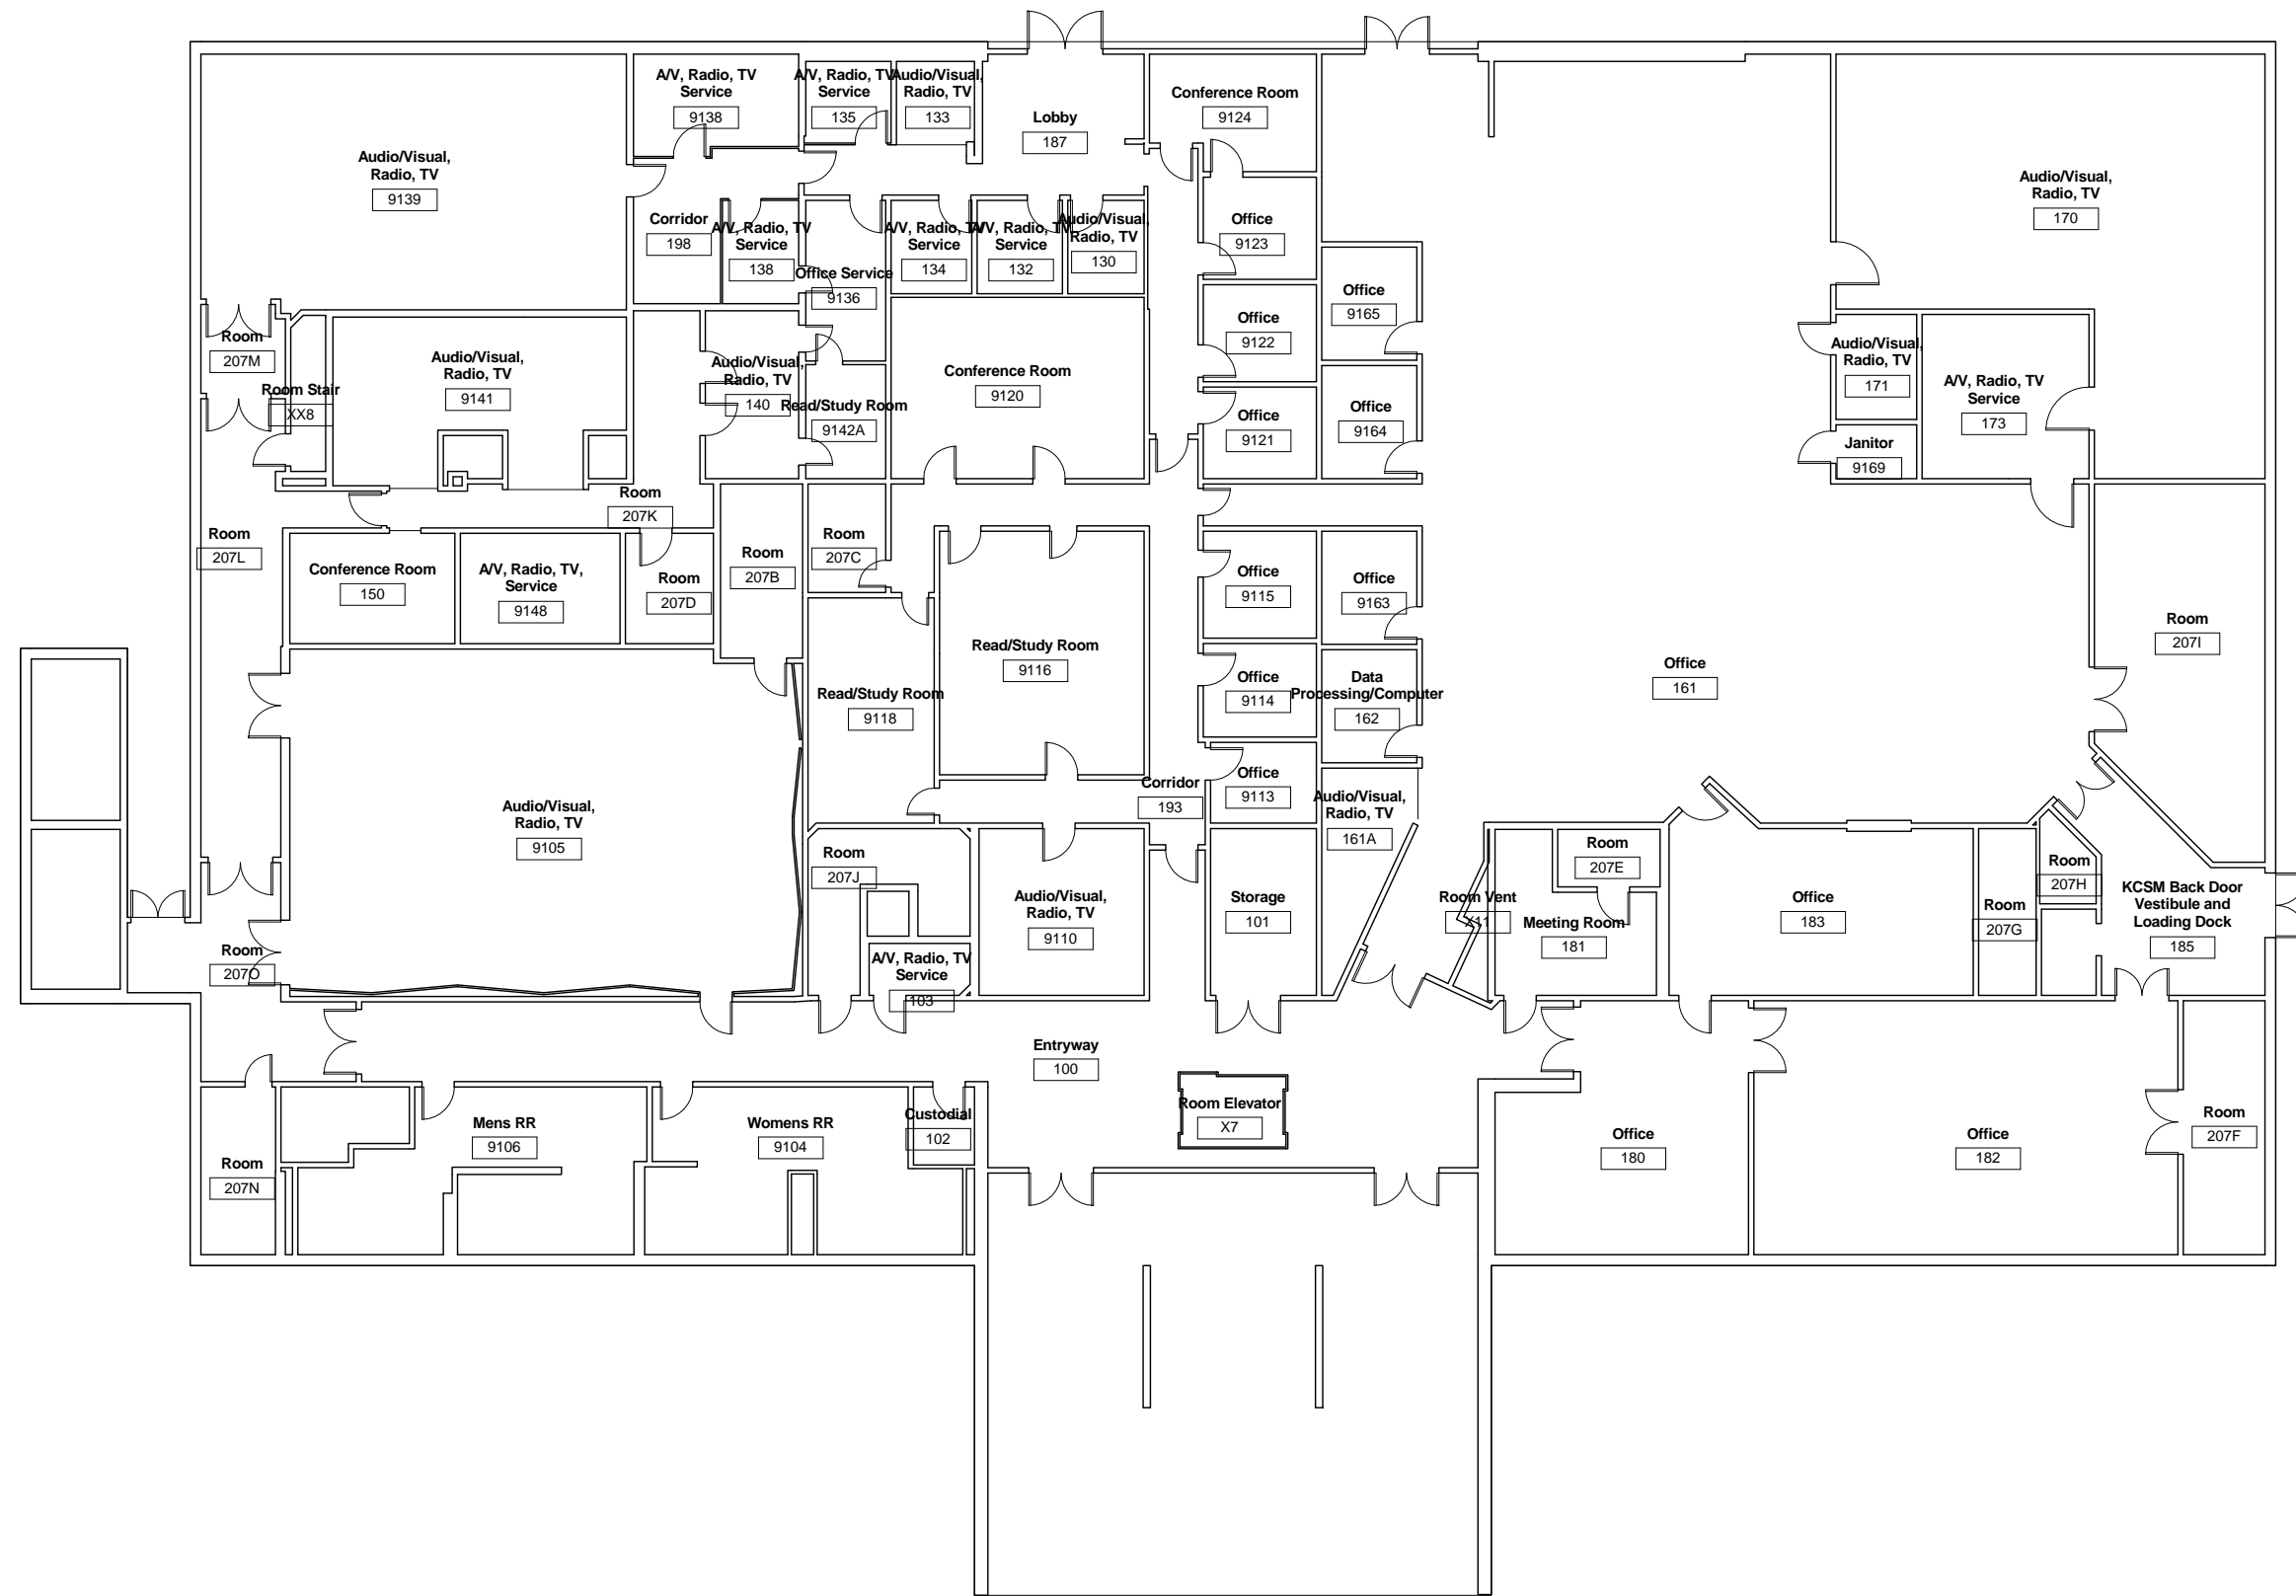 A/V, Radio, TV
Service
9138
A/V, Radio, TV
Service
135
Audio/Visual,
Radio, TV
133
Lobby
187
Conference Room
9124
Audio/Visual,
Radio, TV
9139
Audio/Visual,
Radio, TV
170
Corridor
198
A/V, Radio, TV
Service
138
Office Service
9136
A/V, Radio, TV
Service
134
A/V, Radio, TV
Service
132
Audio/Visual,
Radio, TV
130
Office
9123
Office
9165
Office
9122
Room
207M
Room Stair
XX8
Audio/Visual,
Radio, TV
9141
Audio/Visual,
Radio, TV
140
Read/Study Room
9142A
Conference Room
9120
Office
9121
Office
9164
Audio/Visual,
Radio, TV
171
A/V, Radio, TV
Service
173
Janitor
9169
Room
207K
Room
207L
Conference Room
150
A/V, Radio, TV,
Service
9148
Room
207D
Room
207B
Room
207C
Office
9115
Office
9163
Read/Study Room
9116
Read/Study Room
9118
Office
9114
Data
Processing/Computer
162
Office
161
Room
207I
Audio/Visual,
Radio, TV
9105
Corridor
193
Office
9113
Audio/Visual,
Radio, TV
161A
Room
207J
Audio/Visual,
Radio, TV
9110
Storage
101
Room Vent
X11
Room
207E
Meeting Room
181
Office
183
Room
207G
Room
207H
KCSM Back Door
Vestibule and
Loading Dock
185
Room
207O
A/V, Radio, TV
Service
103
Entryway
100
Room Elevator
X7
Room
207N
Mens RR
9106
Womens RR
9104
Custodial
102
Office
180
Office
182
Room
207F